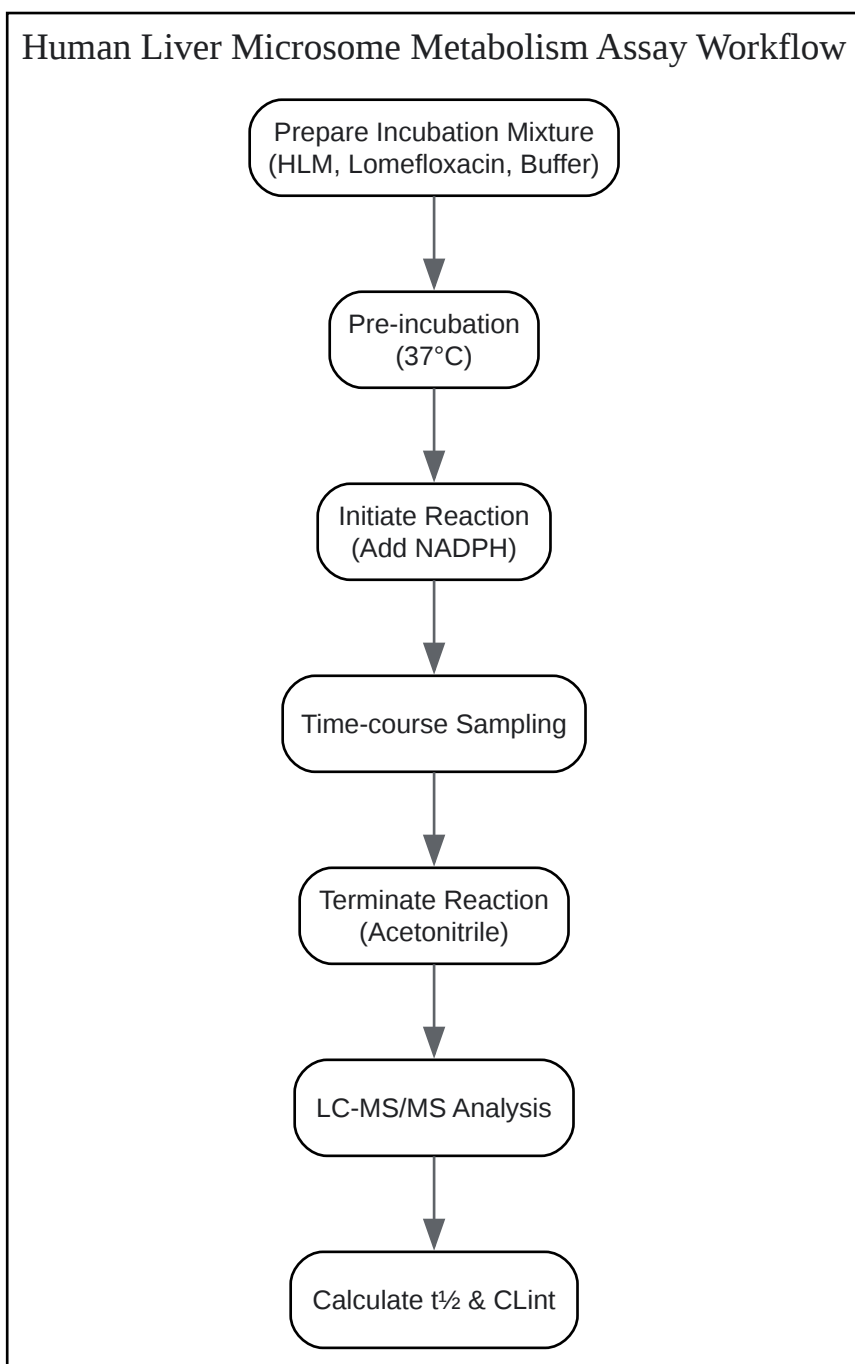 Human Liver Microsome Metabolism Assay Workflow
Prepare Incubation Mixture
(HLM, Lomefloxacin, Buffer)
Pre-incubation
(37°C)
Initiate Reaction
(Add NADPH)
Time-course Sampling
Terminate Reaction
(Acetonitrile)
LC-MS/MS Analysis
Calculate t½ & CLint